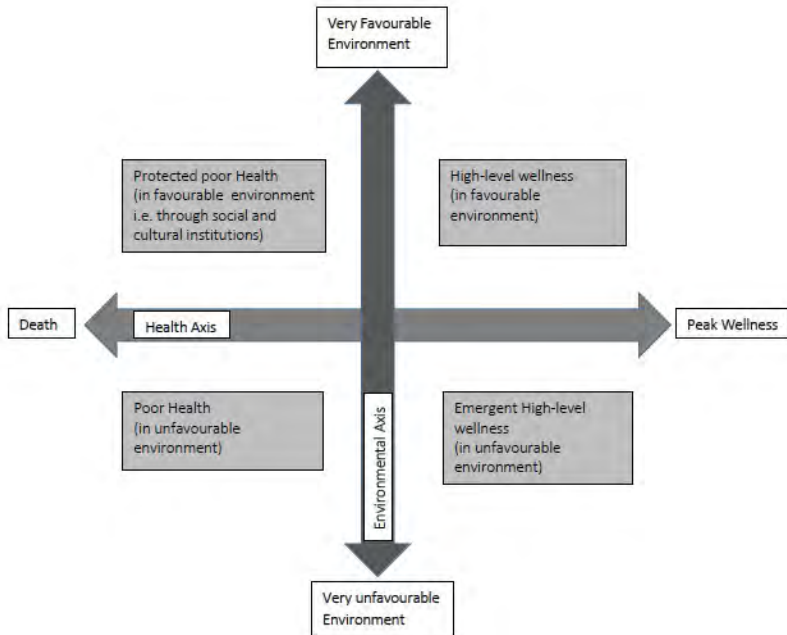 Very Favourable
Environment
Protected poor Health
(in favourable environment
i.e. through social and
cultural institutions)
High-level wellness
(in favourable
environment)
Death
Health Axis
Peak Wellness
Poor Health
(in unfavourable
environment)
Environmental Axis
Emergent High-level
wellness
(in unfavourable
environment)
Very unfavourable
Environment